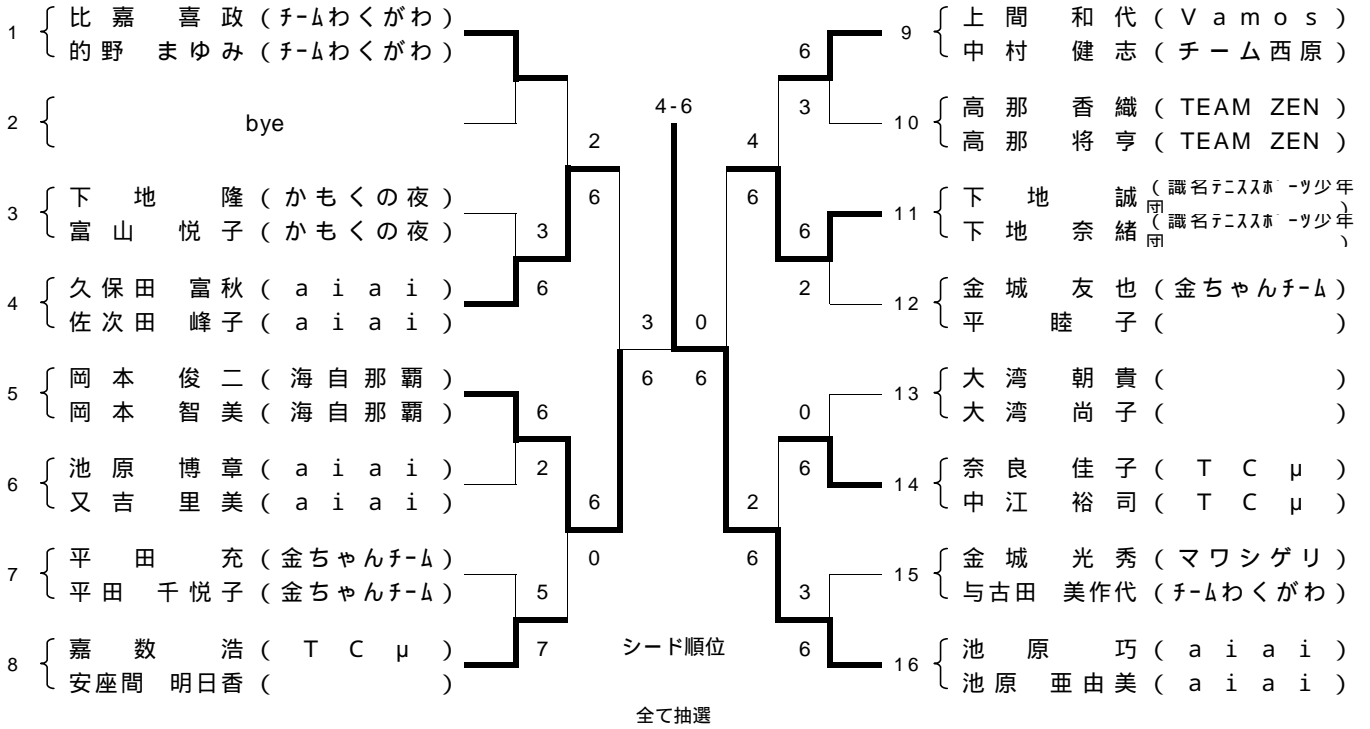 1 比嘉 喜政 (ﾁｰﾑわくがわ)
的野 まゆみ (ﾁｰﾑわくがわ)
2 bye
3 下地 隆 (かもくの夜)
富山 悦子 (かもくの夜)
4 久保田 富秋 (aiai)
佐次田 峰子 (aiai)
5 岡本 俊二 (海自那覇)
岡本 智美 (海自那覇)
6 池原 博章 (aiai)
又吉 里美 (aiai)
7 平田 充 (金ちゃんﾁｰﾑ)
平田 千悦子 (金ちゃんﾁｰﾑ)
8 嘉数 浩 (TCμ)
安座間 明日香 ( )
3
6
6
2
5
7
2
6
6
0
3
6
4-6
0
6
4
6
2
6
6
3
6
2
0
6
3
6
シード順位
全て抽選
9 上間 和代 (Vamos)
中村 健志 (チーム西原)
10 高那 香織 (TEAM ZEN)
高那 将亨 (TEAM ZEN)
11 下地 誠 (識名ﾃﾆｽｽﾎﾟｰﾂ少年団)
下地 奈緒 (識名ﾃﾆｽｽﾎﾟｰﾂ少年団)
12 金城 友也 (金ちゃんﾁｰﾑ)
平 睦子 ( )
13 大湾 朝貴 ( )
大湾 尚子 ( )
14 奈良 佳子 (TCμ)
中江 裕司 (TCμ)
15 金城 光秀 (マワシゲリ)
与古田 美作代 (ﾁｰﾑわくがわ)
16 池原 巧 (aiai)
池原 亜由美 (aiai)